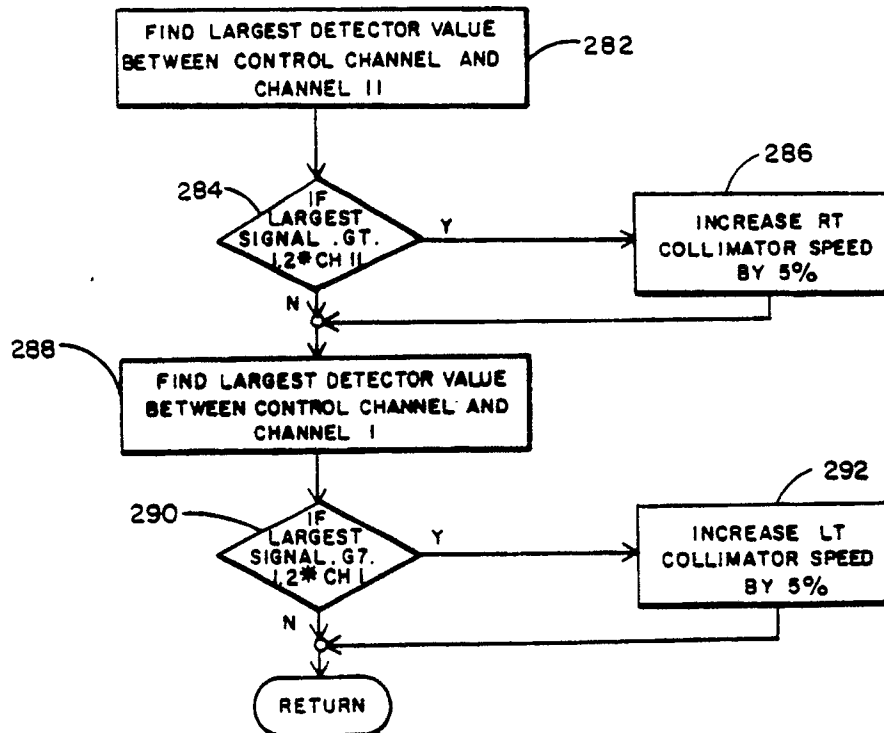 FIND LARGEST DETECTOR VALUE
BETWEEN CONTROL CHANNEL AND
CHANNEL II
282
284
IF
LARGEST
SIGNAL .GT.
1.2* CH II
Y
N
286
INCREASE RT
COLLIMATOR SPEED
BY 5%
288
FIND LARGEST DETECTOR VALUE
BETWEEN CONTROL CHANNEL AND
CHANNEL I
290
IF
LARGEST
SIGNAL .G7.
1.2* CH I
Y
N
292
INCREASE LT
COLLIMATOR SPEED
BY 5%
RETURN